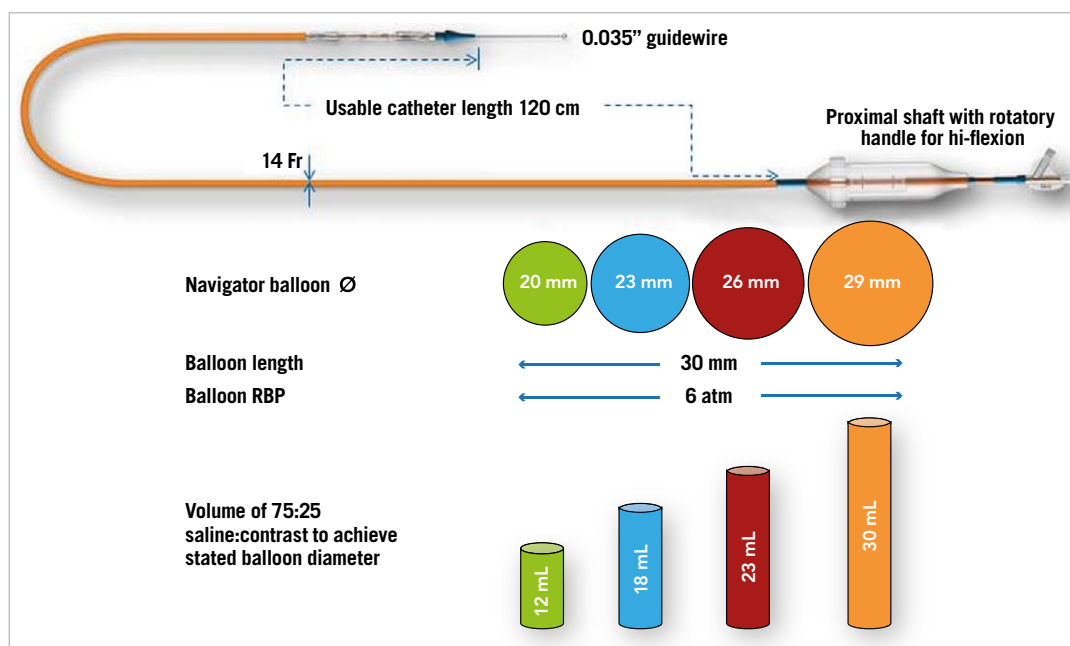 0.035” guidewire
Usable catheter length 120 cm
Proximal shaft with rotatory
handle for hi-flexion
14 Fr
Navigator balloon Ø
20 mm
23 mm
26 mm
29 mm
Balloon length
30 mm
Balloon RBP
6 atm
Volume of 75:25
saline:contrast to achieve
stated balloon diameter
12 mL
18 mL
23 mL
30 mL